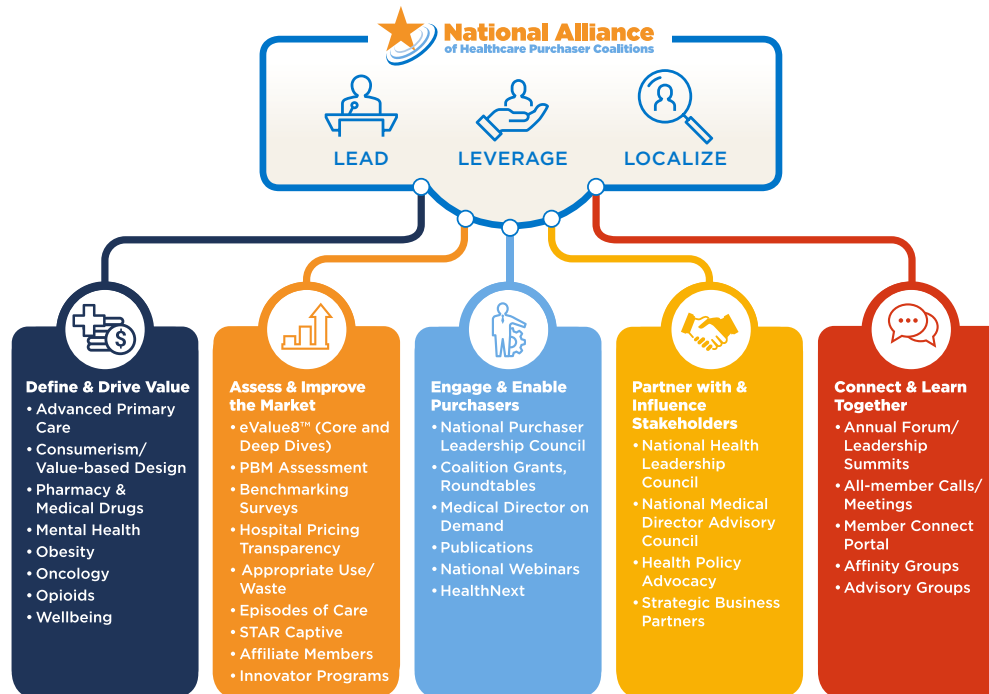 National Alliance
of Healthcare Purchaser Coalitions
LEAD
LEVERAGE
LOCALIZE
$
Define & Drive Value
• Advanced Primary
Care
• Consumerism/
Value-based Design
• Pharmacy &
Medical Drugs
• Mental Health
• Obesity
• Oncology
• Opioids
• Wellbeing
Assess & Improve
the Market
• eValue8™ (Core and
Deep Dives)
• PBM Assessment
• Benchmarking
Surveys
• Hospital Pricing
Transparency
• Appropriate Use/
Waste
• Episodes of Care
• STAR Captive
• Affiliate Members
• Innovator Programs
Engage & Enable
Purchasers
• National Purchaser
Leadership Council
• Coalition Grants,
Roundtables
• Medical Director on
Demand
• Publications
• National Webinars
• HealthNext
Partner with &
Influence
Stakeholders
• National Health
Leadership
Council
• National Medical
Director Advisory
Council
• Health Policy
Advocacy
• Strategic Business
Partners
Connect & Learn
Together
• Annual Forum/
Leadership
Summits
• All-member Calls/
Meetings
• Member Connect
Portal
• Affinity Groups
• Advisory Groups